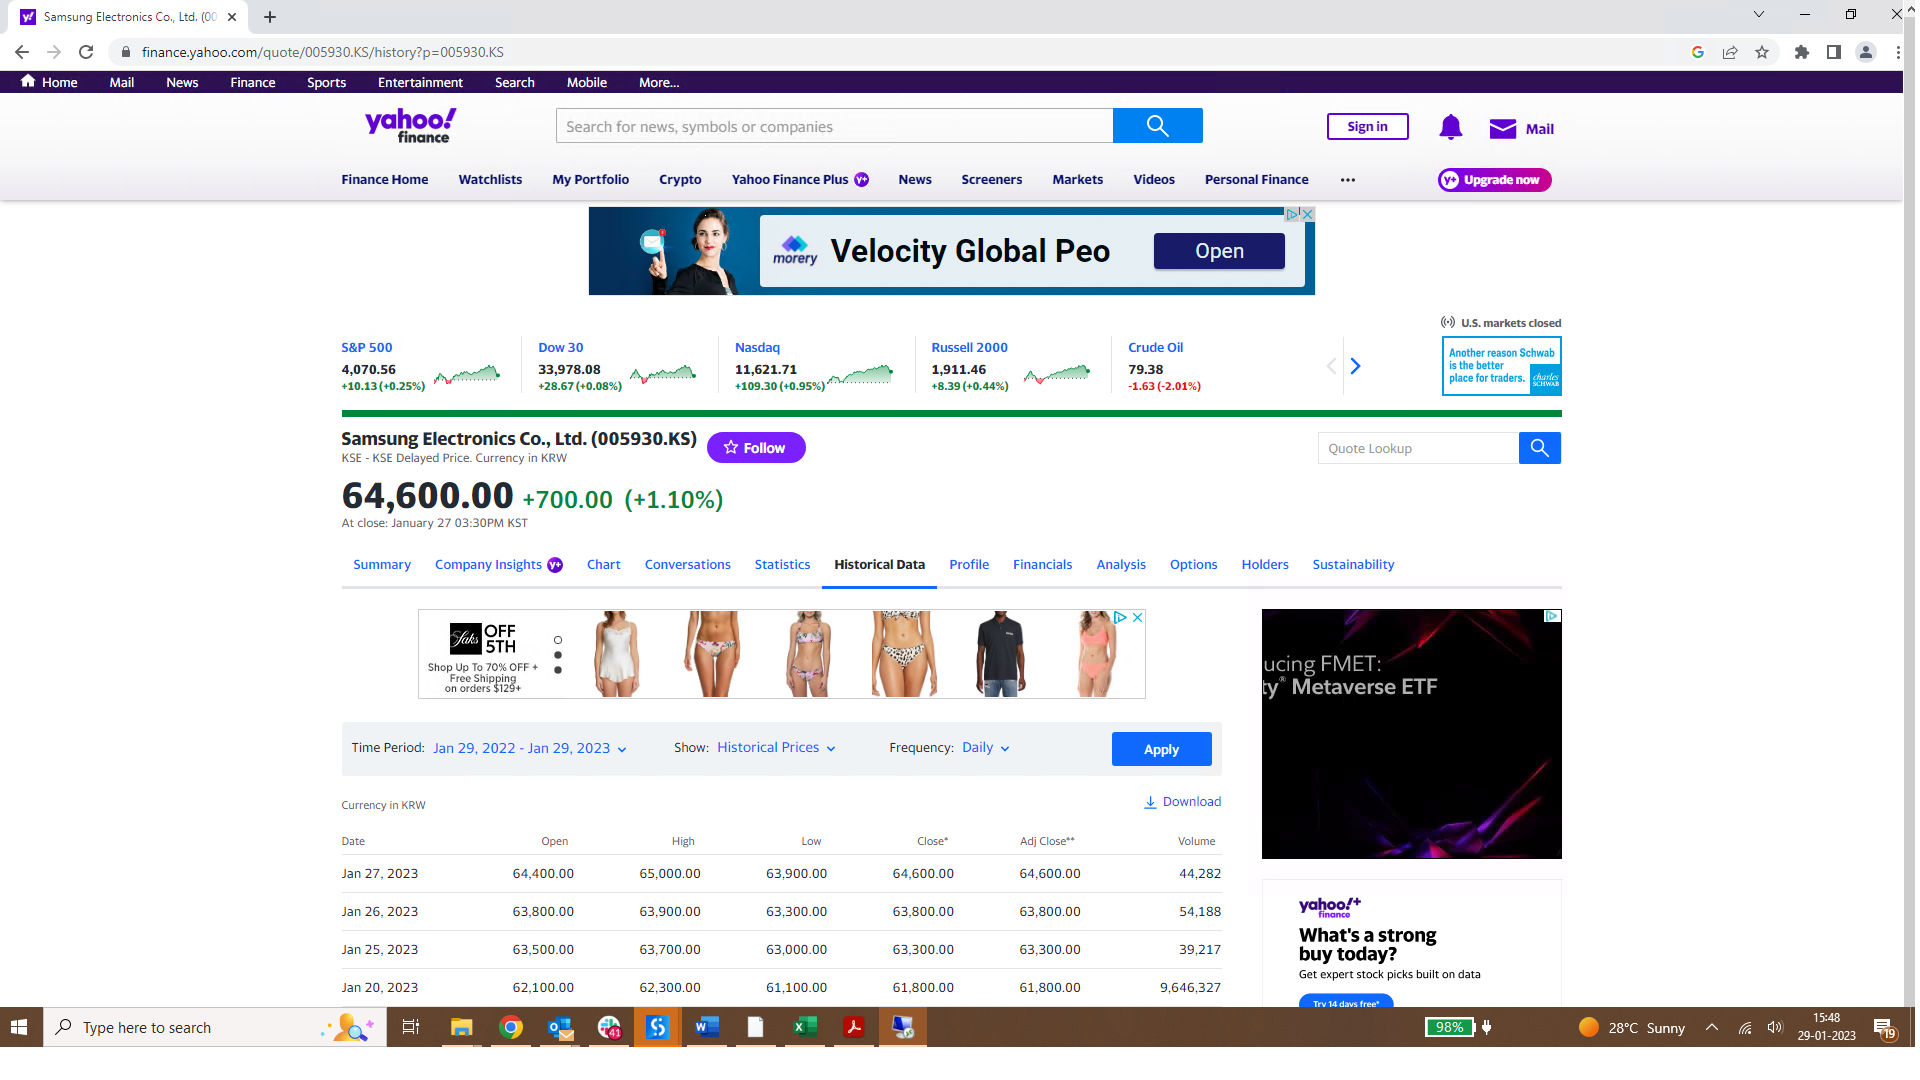 Samsung Electronics Co., Ltd. (00
finance.yahoo.com/quote/005930.KS/history?p=005930.KS
Home Mail News Finance Sports Entertainment Search Mobile More...
yahoo! finance
Search for news, symbols or companies
Sign in
Mail
Finance Home Watchlists My Portfolio Crypto Yahoo Finance Plus Y+ News Screeners Markets Videos Personal Finance ••• Y+ Upgrade now
morery Velocity Global Peo Open
U.S. markets closed
S&P 500 Dow 30 Nasdaq Russell 2000 Crude Oil
4,070.56 33,978.08 11,621.71 1,911.46 79.38
+10.13 (+0.25%) +28.67 (+0.08%) +109.30 (+0.95%) +8.39 (+0.44%) -1.63 (-2.01%)
Another reason Schwab
is the better
place for traders.
charles
SCHWAB
Samsung Electronics Co., Ltd. (005930.KS) Follow
KSE - KSE Delayed Price. Currency in KRW
Quote Lookup
64,600.00 +700.00 (+1.10%)
At close: January 27 03:30PM KST
Summary Company Insights Y+ Chart Conversations Statistics Historical Data Profile Financials Analysis Options Holders Sustainability
Saks OFF
5TH
Shop Up To 70% OFF +
Free Shipping
on orders $129+
ucing FMET:
ty® Metaverse ETF
Time Period: Jan 29, 2022 - Jan 29, 2023 Show: Historical Prices Frequency: Daily Apply
Currency in KRW Download
Date Open High Low Close* Adj Close** Volume
Jan 27, 2023 64,400.00 65,000.00 63,900.00 64,600.00 64,600.00 44,282
Jan 26, 2023 63,800.00 63,900.00 63,300.00 63,800.00 63,800.00 54,188
Jan 25, 2023 63,500.00 63,700.00 63,000.00 63,300.00 63,300.00 39,217
Jan 20, 2023 62,100.00 62,300.00 61,100.00 61,800.00 61,800.00 9,646,327
yahoo!+
finance
What's a strong
buy today?
Get expert stock picks built on data
Try 14 days free*
Type here to search
41
98%
28°C Sunny
15:48
29-01-2023
19